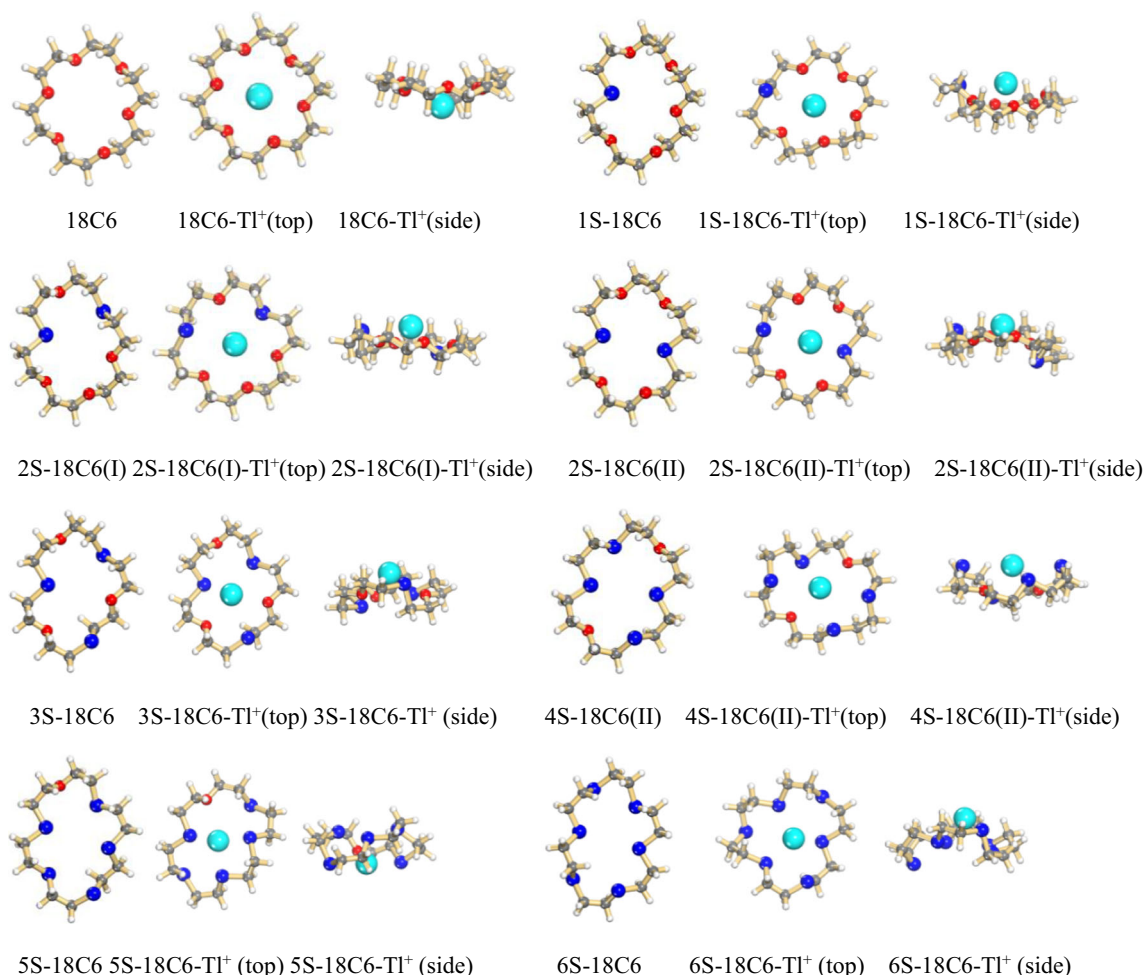 18C6 18C6-Tl⁺(top) 18C6-Tl⁺(side) 1S-18C6 1S-18C6-Tl⁺(top) 1S-18C6-Tl⁺(side)
2S-18C6(I) 2S-18C6(I)-Tl⁺(top) 2S-18C6(I)-Tl⁺(side) 2S-18C6(II) 2S-18C6(II)-Tl⁺(top) 2S-18C6(II)-Tl⁺(side)
3S-18C6 3S-18C6-Tl⁺(top) 3S-18C6-Tl⁺ (side) 4S-18C6(II) 4S-18C6(II)-Tl⁺(top) 4S-18C6(II)-Tl⁺(side)
5S-18C6 5S-18C6-Tl⁺ (top) 5S-18C6-Tl⁺ (side) 6S-18C6 6S-18C6-Tl⁺ (top) 6S-18C6-Tl⁺ (side)